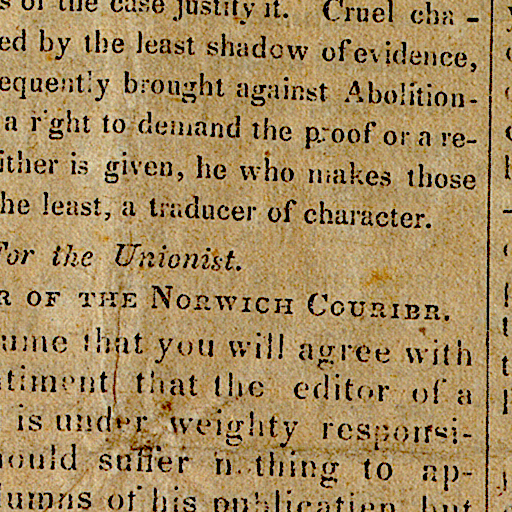 s of the case justify it. Cruel cha-
ed by the least shadow of evidence,
equently brought against Abolition-
a right to demand the proof or a re-
ither is given, he who makes those
he least, a traducer of character.
For the Unionist.
R OF THE NORWICH COURIER.
ume that you will agree with
timent that the editor of a
is under weighty responsi-
hould suffer n thing to ap-
lumns of his publication but